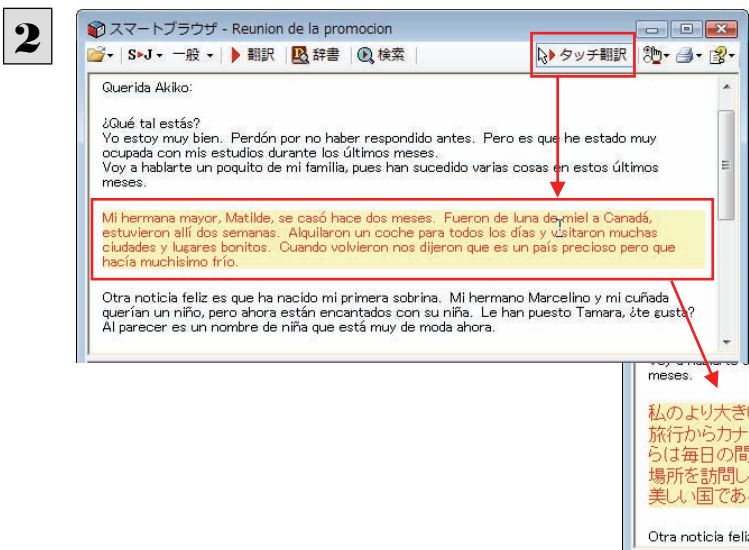 2
スマートブラウザ - Reunion de la promocion
S▸J 一般 翻訳 辞書 検索 タッチ翻訳
Querida Akiko:
¿Qué tal estás?
Yo estoy muy bien. Perdón por no haber respondido antes. Pero es que he estado muy
ocupada con mis estudios durante los últimos meses.
Voy a hablarte un poquito de mi familia, pues han sucedido varias cosas en estos últimos
meses.
Mi hermana mayor, Matilde, se casó hace dos meses. Fueron de luna de miel a Canadá,
estuvieron allí dos semanas. Alquilaron un coche para todos los días y visitaron muchas
ciudades y lugares bonitos. Cuando volvieron nos dijeron que es un país precioso pero que
hacía muchisimo frío.
Otra noticia feliz es que ha nacido mi primera sobrina. Mi hermano Marcelino y mi cuñada
querían un niño, pero ahora están encantados con su niña. Le han puesto Tamara, ¿te gusta?
Al parecer es un nombre de niña que está muy de moda ahora.
meses.
私のより大き
旅行からカナ
らは毎日の間
場所を訪問し
美しい国であ
Otra noticia feliz